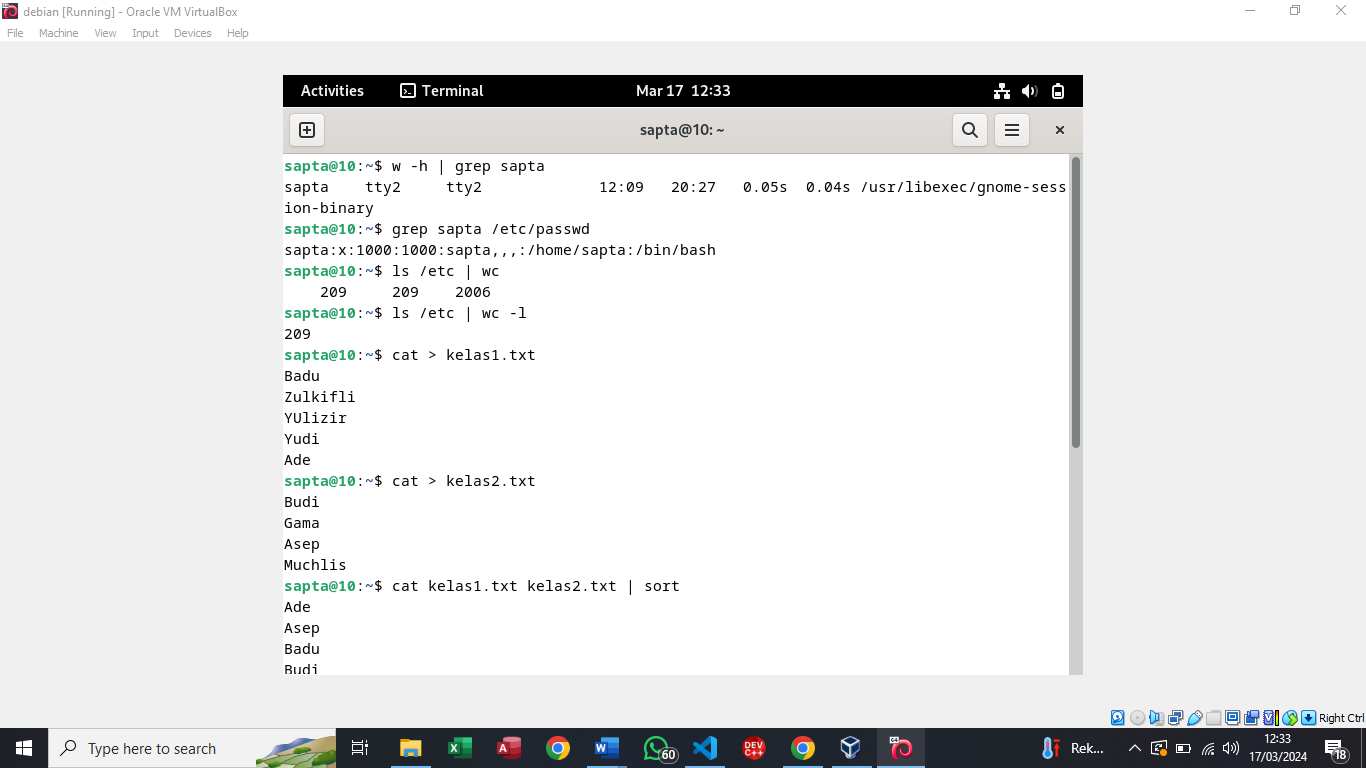 debian [Running] - Oracle VM VirtualBox
File Machine View Input Devices Help
Activities Terminal Mar 17 12:33
sapta@10: ~
sapta@10:~$ w -h | grep sapta
sapta    tty2     tty2             12:09   20:27   0.05s  0.04s /usr/libexec/gnome-sess
ion-binary
sapta@10:~$ grep sapta /etc/passwd
sapta:x:1000:1000:sapta,,,:/home/sapta:/bin/bash
sapta@10:~$ ls /etc | wc
    209     209    2006
sapta@10:~$ ls /etc | wc -l
209
sapta@10:~$ cat > kelas1.txt
Badu
Zulkifli
YUlizir
Yudi
Ade
sapta@10:~$ cat > kelas2.txt
Budi
Gama
Asep
Muchlis
sapta@10:~$ cat kelas1.txt kelas2.txt | sort
Ade
Asep
Badu
Budi
Right Ctrl
Type here to search
DEV C++
60
Rek...
12:33
17/03/2024
18